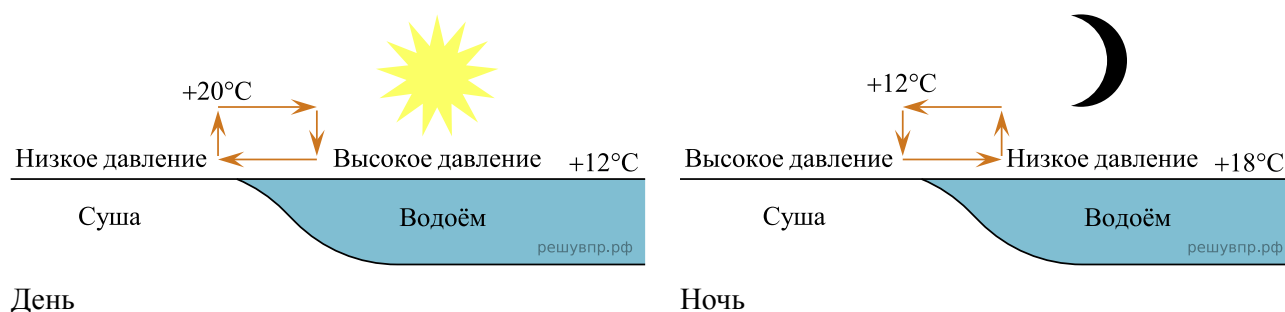 +20°C
Низкое давление
Высокое давление
+12°C
Суша
Водоём
решувпр.рф
День
+12°C
Высокое давление
Низкое давление
+18°C
Суша
Водоём
решувпр.рф
Ночь